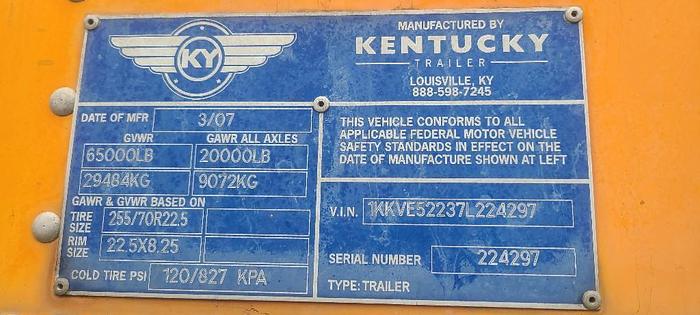 KY
MANUFACTURED BY
KENTUCKY
TRAILER
LOUISVILLE, KY
888-598-7245
DATE OF MFR 3/07
GVWR GAWR ALL AXLES
65000LB 20000LB
29484KG 9072KG
GAWR & GVWR BASED ON
TIRE SIZE 255/70R22.5
RIM SIZE 22.5X8.25
COLD TIRE PSI 120/827 KPA
THIS VEHICLE CONFORMS TO ALL
APPLICABLE FEDERAL MOTOR VEHICLE
SAFETY STANDARDS IN EFFECT ON THE
DATE OF MANUFACTURE SHOWN AT LEFT
V.I.N. 1KKVE52237L224297
SERIAL NUMBER 224297
TYPE: TRAILER